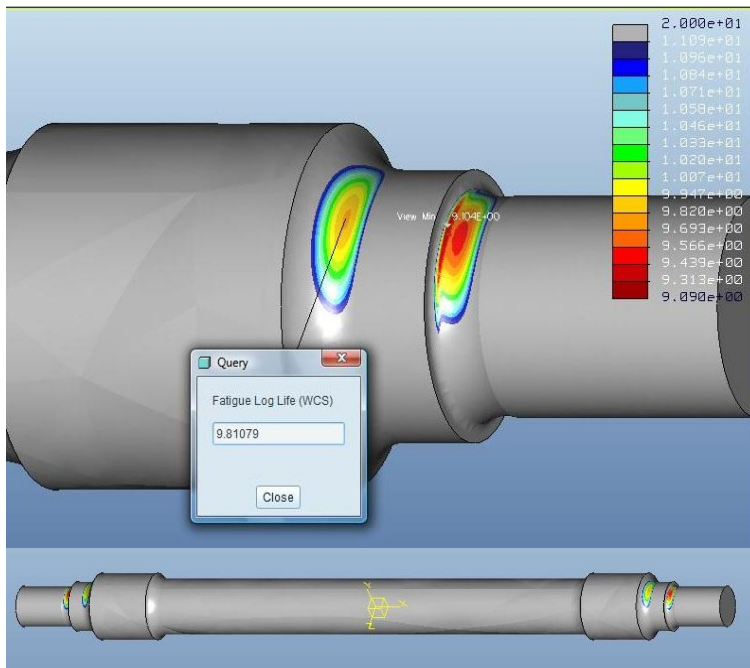 2.000e+01
1.109e+01
1.096e+01
1.084e+01
1.071e+01
1.058e+01
1.046e+01
1.033e+01
1.020e+01
1.007e+01
9.947e+00
9.820e+00
9.693e+00
9.566e+00
9.439e+00
9.313e+00
9.090e+00
View Min 9.104E+00
Query
Fatigue Log Life (WCS)
9.81079
Close
Y
X
Z